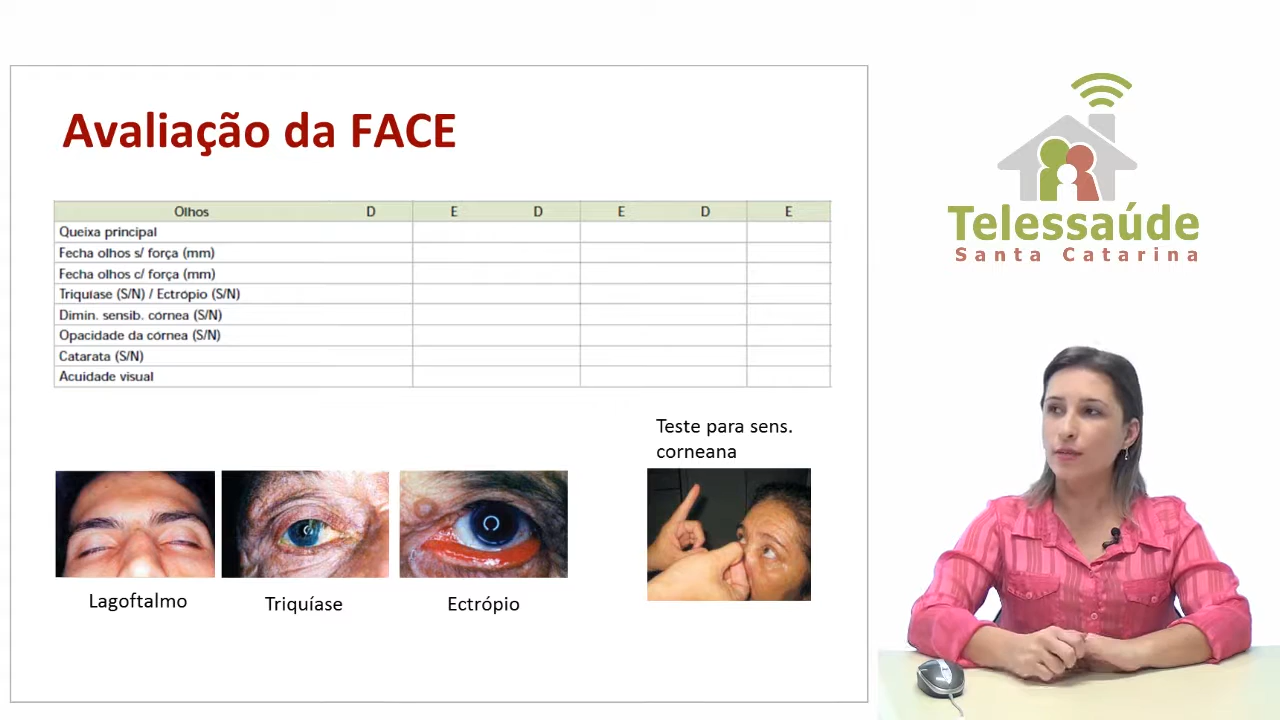 Avaliação da FACE
Olhos D E D E D E
Queixa principal
Fecha olhos s/ força (mm)
Fecha olhos c/ força (mm)
Triquíase (S/N) / Ectrópio (S/N)
Dimin. sensib. córnea (S/N)
Opacidade da córnea (S/N)
Catarata (S/N)
Acuidade visual
Teste para sens.
corneana
Lagoftalmo
Triquíase
Ectrópio
Telessaúde
Santa Catarina